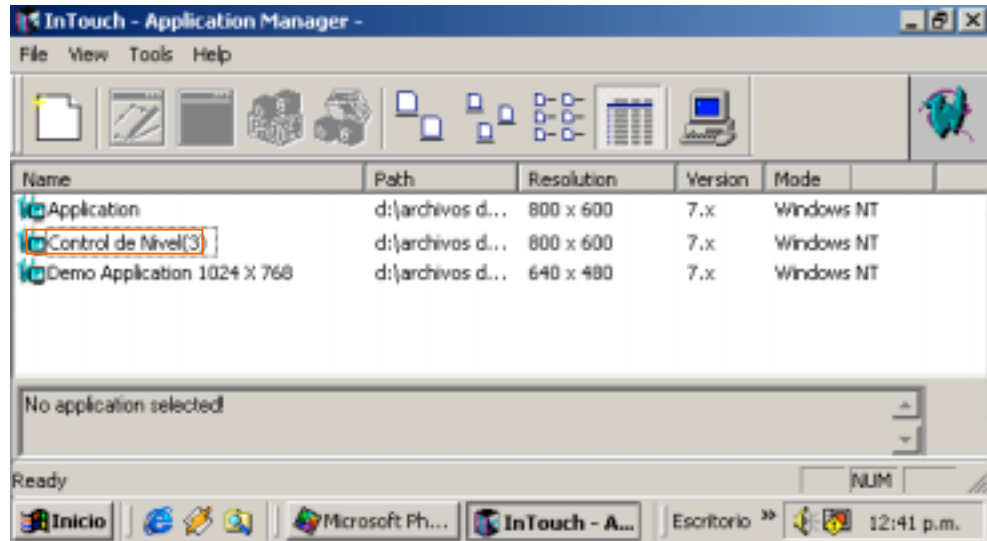 InTouch - Application Manager -
File View Tools Help
Name Path Resolution Version Mode
Application d:\archivos d... 800 x 600 7.x Windows NT
Control de Nivel(3) d:\archivos d... 800 x 600 7.x Windows NT
Demo Application 1024 X 768 d:\archivos d... 640 x 480 7.x Windows NT
No application selected!
Ready NUM
Inicio Microsoft Ph... InTouch - A... Escritorio » 12:41 p.m.